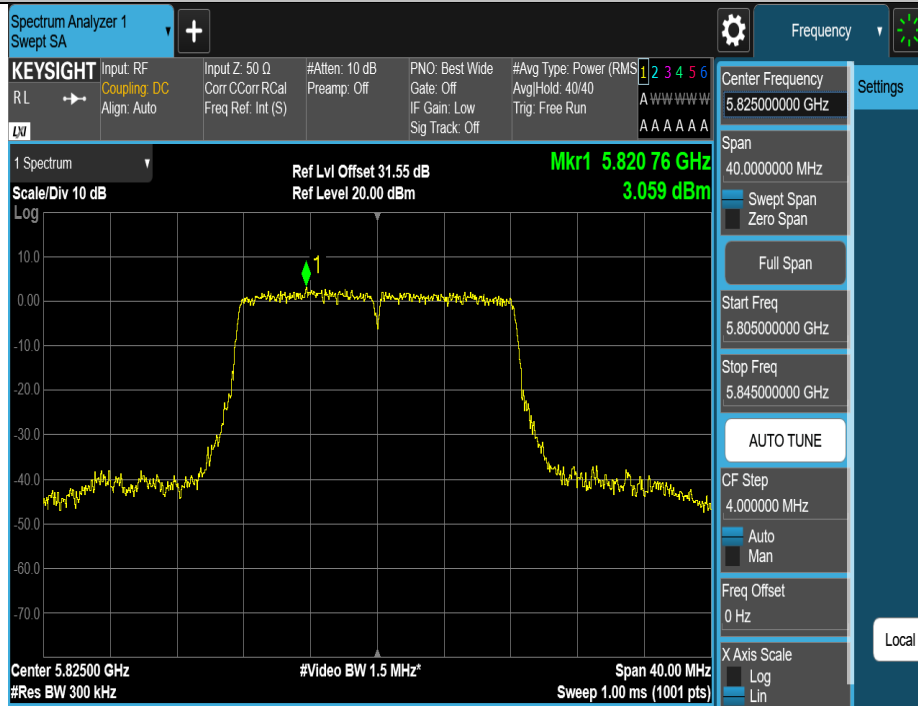 Spectrum Analyzer 1
Swept SA
+
Frequency
KEYSIGHT
R L
LXI
Input: RF
Coupling: DC
Align: Auto
Input Z: 50 Ω
Corr CCorr RCal
Freq Ref: Int (S)
#Atten: 10 dB
Preamp: Off
PNO: Best Wide
Gate: Off
IF Gain: Low
Sig Track: Off
#Avg Type: Power (RMS
Avg|Hold: 40/40
Trig: Free Run
1 2 3 4 5 6
A W W W W W
A A A A A A
1 Spectrum
Scale/Div 10 dB
Log
Ref Lvl Offset 31.55 dB
Ref Level 20.00 dBm
Mkr1 5.820 76 GHz
3.059 dBm
1
10.0
0.00
-10.0
-20.0
-30.0
-40.0
-50.0
-60.0
-70.0
Center 5.82500 GHz
#Res BW 300 kHz
#Video BW 1.5 MHz*
Span 40.00 MHz
Sweep 1.00 ms (1001 pts)
Center Frequency
5.825000000 GHz
Settings
Span
40.0000000 MHz
Swept Span
Zero Span
Full Span
Start Freq
5.805000000 GHz
Stop Freq
5.845000000 GHz
AUTO TUNE
CF Step
4.000000 MHz
Auto
Man
Freq Offset
0 Hz
Local
X Axis Scale
Log
Lin